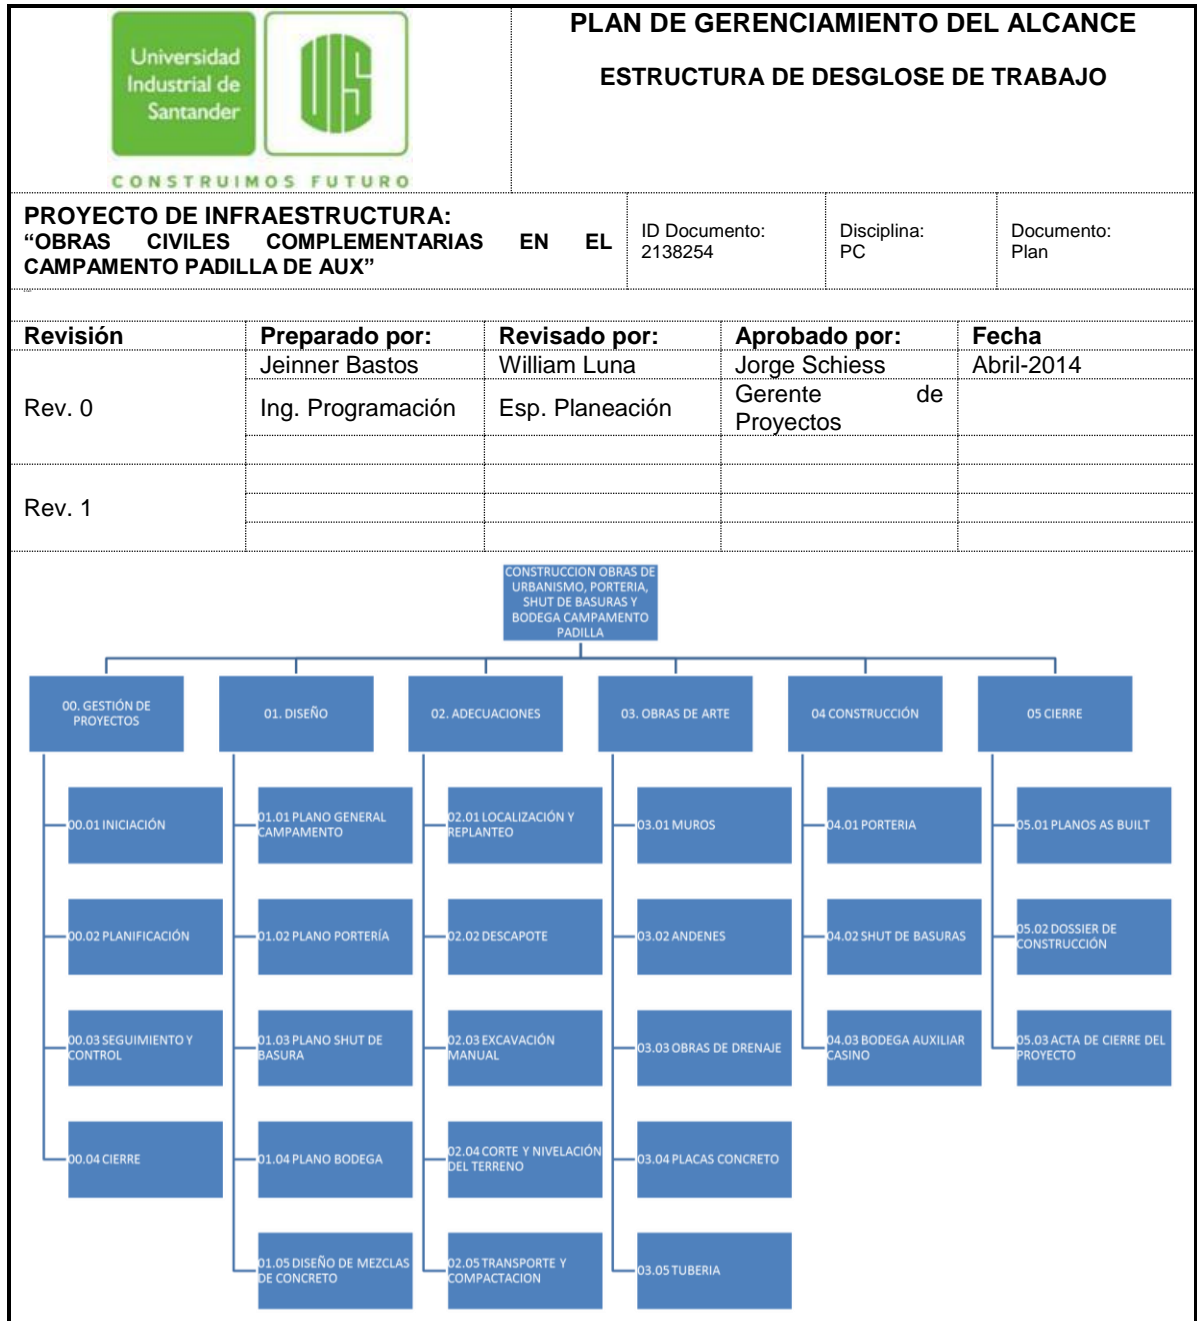 Universidad
Industrial de
Santander
UIS
CONSTRUIMOS FUTURO
PLAN DE GERENCIAMIENTO DEL ALCANCE
ESTRUCTURA DE DESGLOSE DE TRABAJO
PROYECTO DE INFRAESTRUCTURA:
“OBRAS CIVILES COMPLEMENTARIAS EN EL
CAMPAMENTO PADILLA DE AUX”
ID Documento:
2138254
Disciplina:
PC
Documento:
Plan
Revisión Preparado por: Revisado por: Aprobado por: Fecha
Jeinner Bastos William Luna Jorge Schiess Abril-2014
Rev. 0 Ing. Programación Esp. Planeación Gerente de
Proyectos
Rev. 1
CONSTRUCCION OBRAS DE
URBANISMO, PORTERIA,
SHUT DE BASURAS Y
BODEGA CAMPAMENTO
PADILLA
00. GESTIÓN DE
PROYECTOS
00.01 INICIACIÓN
00.02 PLANIFICACIÓN
00.03 SEGUIMIENTO Y
CONTROL
00.04 CIERRE
01. DISEÑO
01.01 PLANO GENERAL
CAMPAMENTO
01.02 PLANO PORTERÍA
01.03 PLANO SHUT DE
BASURA
01.04 PLANO BODEGA
01.05 DISEÑO DE MEZCLAS
DE CONCRETO
02. ADECUACIONES
02.01 LOCALIZACIÓN Y
REPLANTEO
02.02 DESCAPOTE
02.03 EXCAVACIÓN
MANUAL
02.04 CORTE Y NIVELACIÓN
DEL TERRENO
02.05 TRANSPORTE Y
COMPACTACION
03. OBRAS DE ARTE
03.01 MUROS
03.02 ANDENES
03.03 OBRAS DE DRENAJE
03.04 PLACAS CONCRETO
03.05 TUBERIA
04 CONSTRUCCIÓN
04.01 PORTERIA
04.02 SHUT DE BASURAS
04.03 BODEGA AUXILIAR
CASINO
05 CIERRE
05.01 PLANOS AS BUILT
05.02 DOSSIER DE
CONSTRUCCIÓN
05.03 ACTA DE CIERRE DEL
PROYECTO